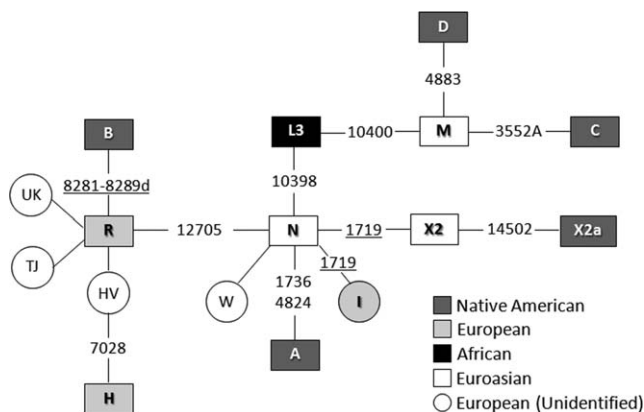 D
4883
B
L3
10400
M
3552A
C
8281-8289d
10398
UK
R
12705
N
1719
X2
14502
X2a
TJ
1719
HV
W
1736
I
4824
7028
A
H
Native American
European
African
Euroasian
European (Unidentified)